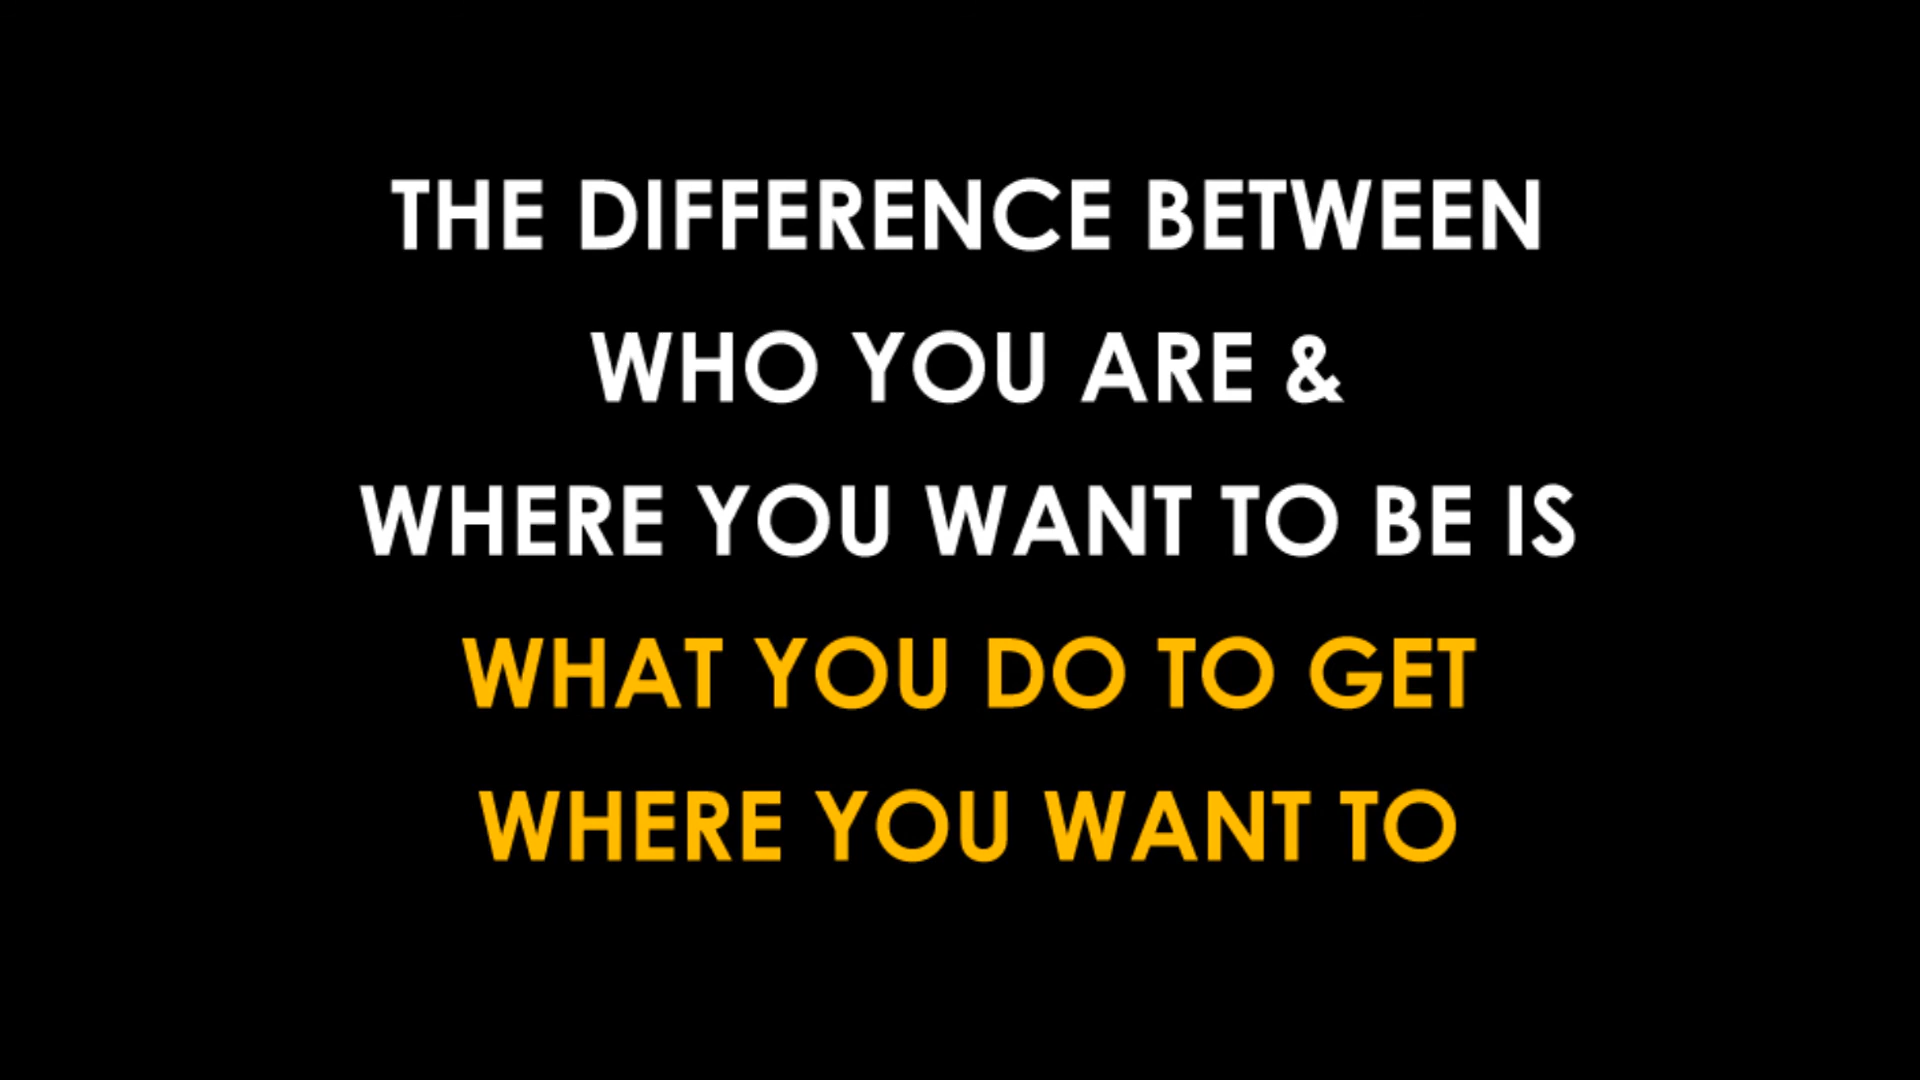 THE DIFFERENCE BETWEEN
WHO YOU ARE &
WHERE YOU WANT TO BE IS
WHAT YOU DO TO GET
WHERE YOU WANT TO